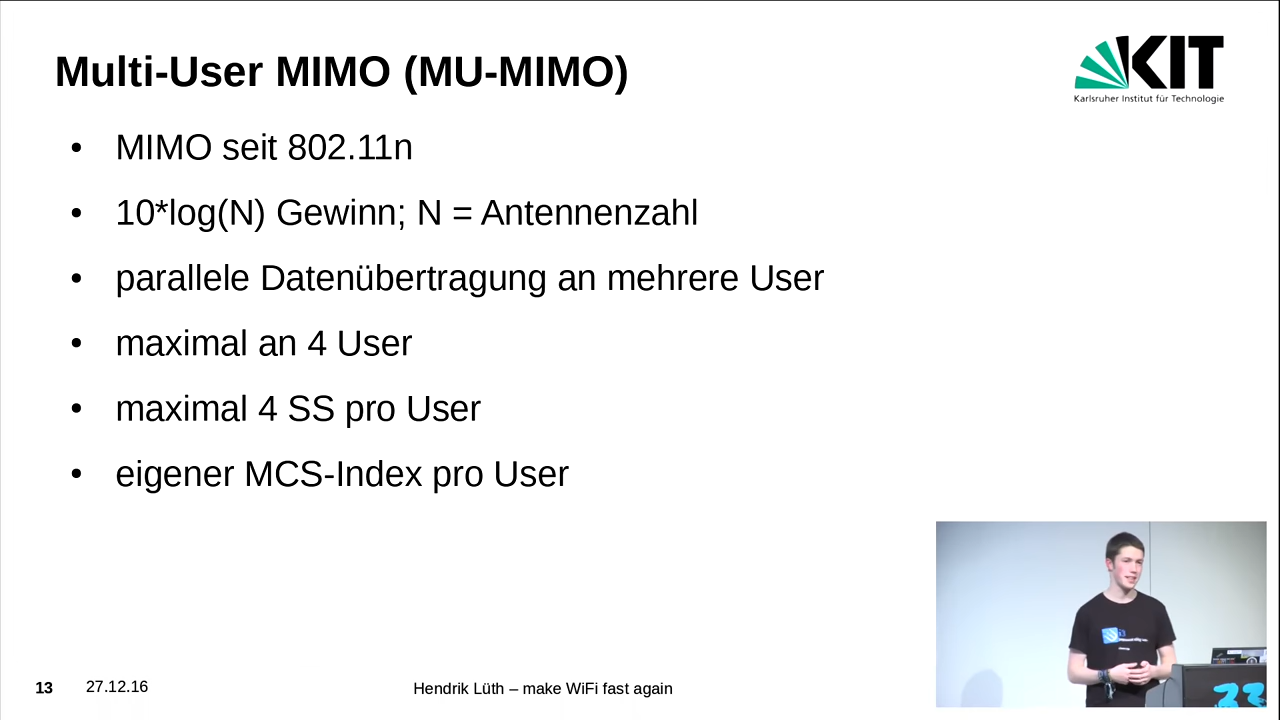 Multi-User MIMO (MU-MIMO)
KIT
Karlsruher Institut für Technologie
• MIMO seit 802.11n
• 10*log(N) Gewinn; N = Antennenzahl
• parallele Datenübertragung an mehrere User
• maximal an 4 User
• maximal 4 SS pro User
• eigener MCS-Index pro User
33
13 27.12.16 Hendrik Lüth – make WiFi fast again